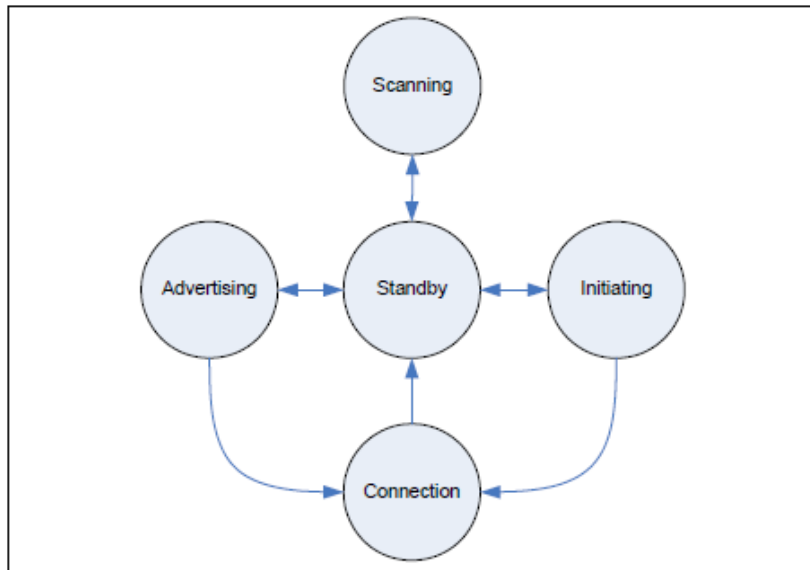 Scanning
Advertising
Standby
Initiating
Connection